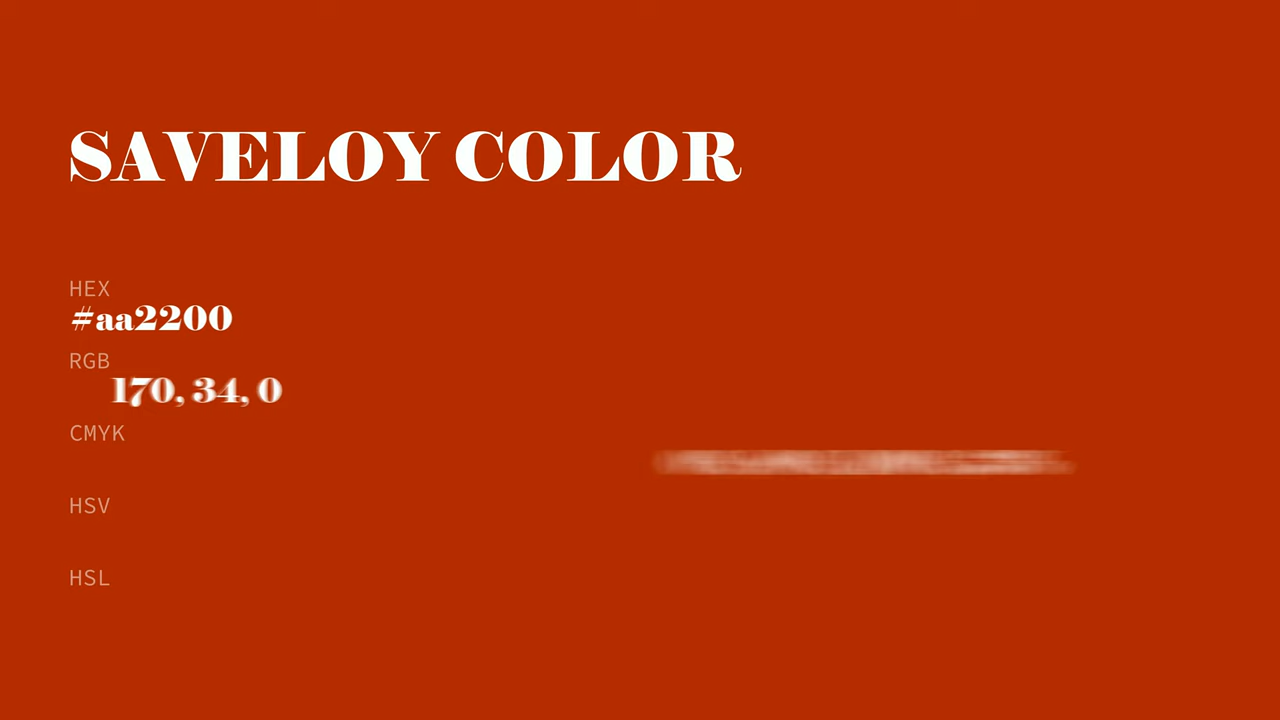 SAVELOY COLOR
HEX
#aa2200
RGB
170, 34, 0
CMYK
HSV
HSL